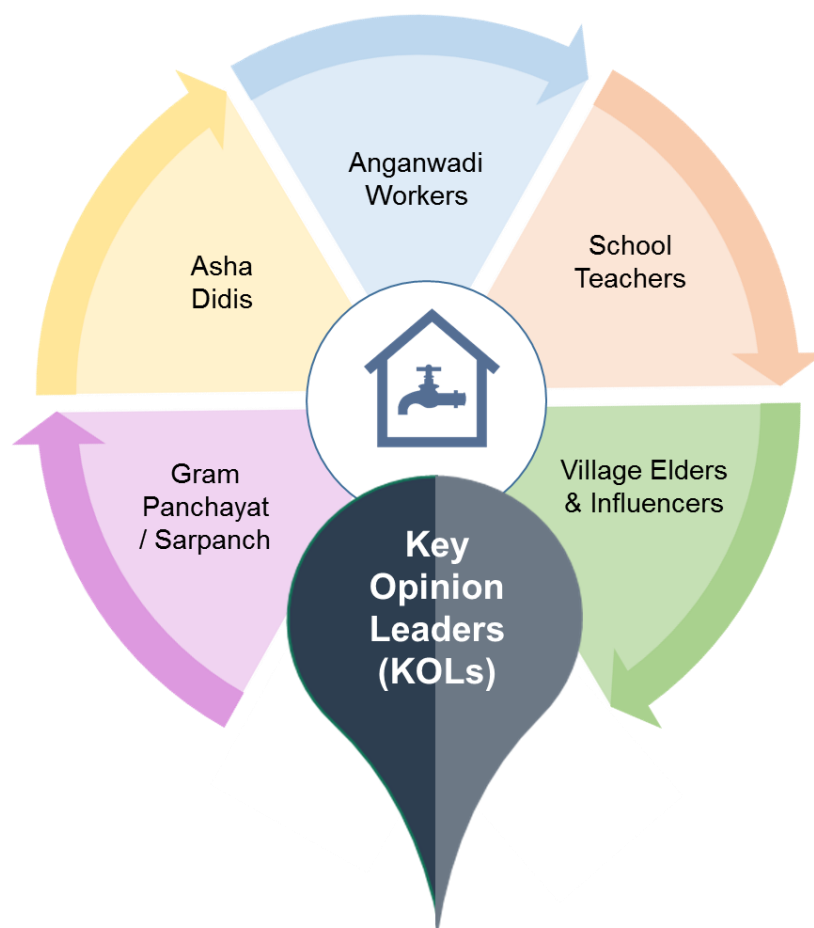 Anganwadi
Workers
Asha
Didis
School
Teachers
Gram
Panchayat
/ Sarpanch
Village Elders
& Influencers
Key
Opinion
Leaders
(KOLs)